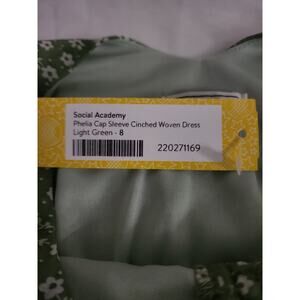 Social Academy
Phelia Cap Sleeve Cinched Woven Dress
Light Green - 8
220271169